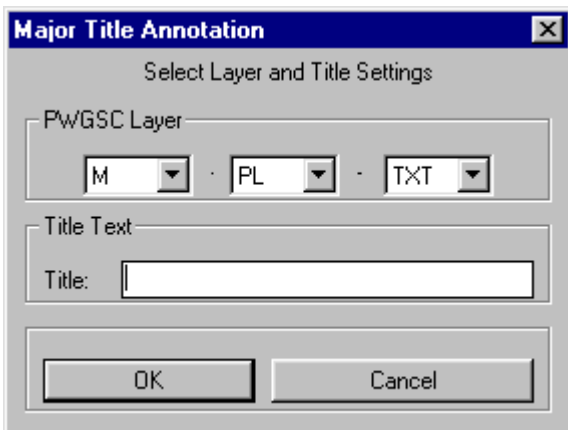 Major Title Annotation
Select Layer and Title Settings
PWGSC Layer
M - PL - TXT
Title Text
Title:
OK Cancel